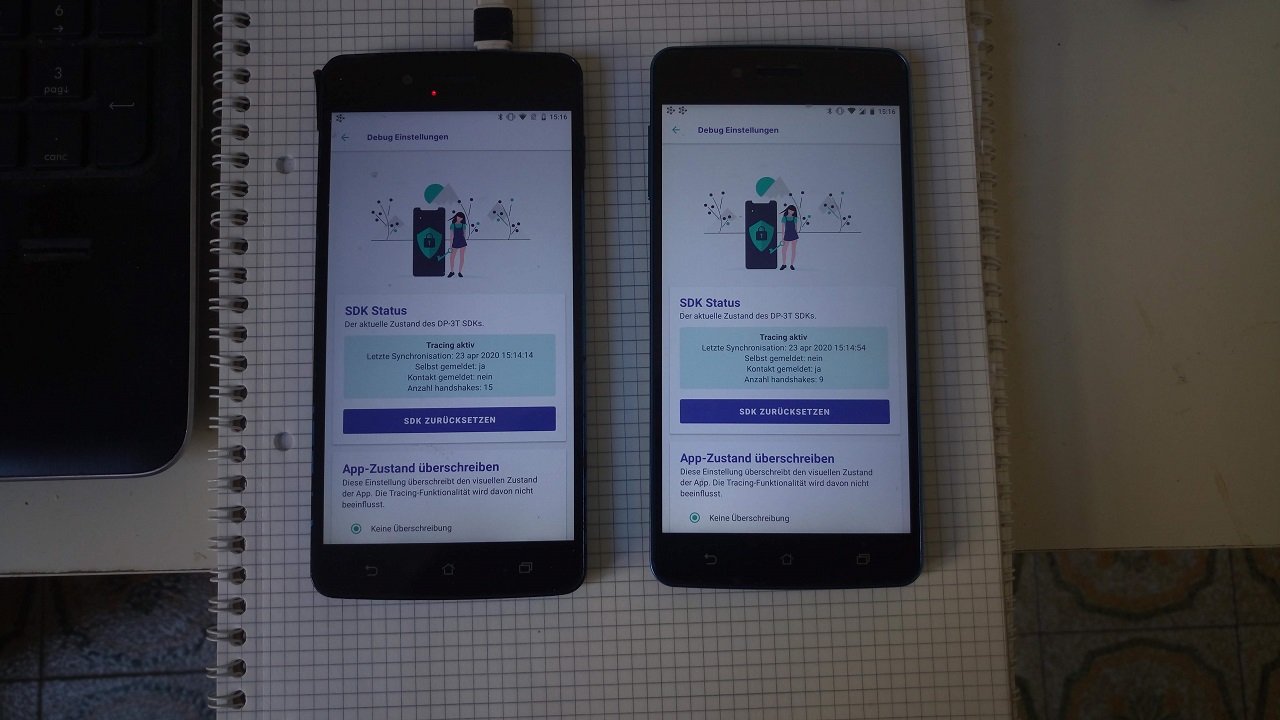 6
3
pag↓
canc
15:16
Debug Einstellungen
SDK Status
Der aktuelle Zustand des DP-3T SDKs.
Tracing aktiv
Letzte Synchronisation: 23 apr 2020 15:14:14
Selbst gemeldet: ja
Kontakt gemeldet: nein
Anzahl handshakes: 15
SDK ZURÜCKSETZEN
App-Zustand überschreiben
Diese Einstellung überschreibt den visuellen Zustand
der App. Die Tracing-Funktionalität wird davon nicht
beeinflusst.
Keine Überschreibung
15:16
Debug Einstellungen
SDK Status
Der aktuelle Zustand des DP-3T SDKs.
Tracing aktiv
Letzte Synchronisation: 23 apr 2020 15:14:54
Selbst gemeldet: nein
Kontakt gemeldet: ja
Anzahl handshakes: 9
SDK ZURÜCKSETZEN
App-Zustand überschreiben
Diese Einstellung überschreibt den visuellen Zustand
der App. Die Tracing-Funktionalität wird davon nicht
beeinflusst.
Keine Überschreibung